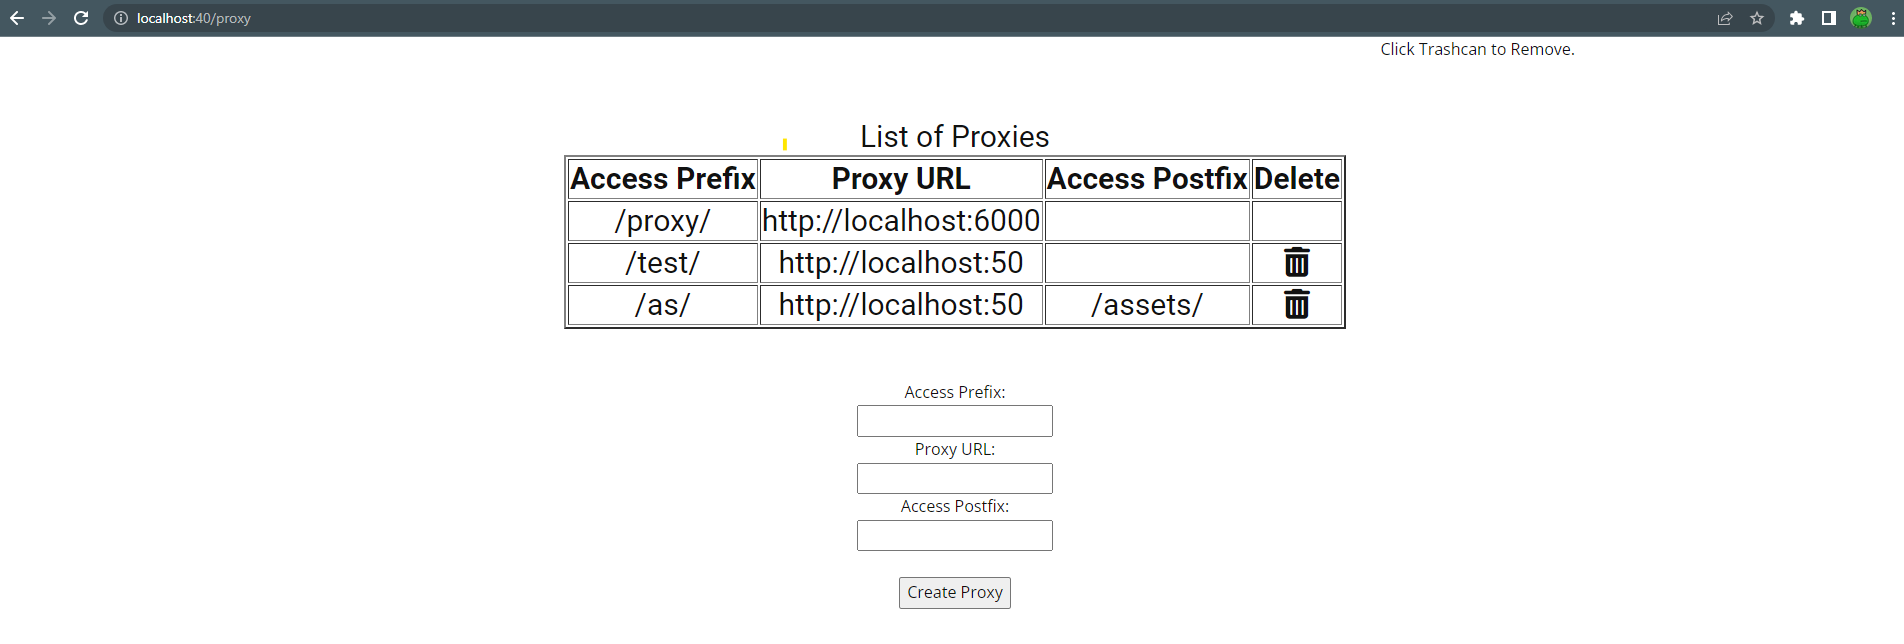 localhost:40/proxy
Click Trashcan to Remove.
List of Proxies
Access Prefix Proxy URL Access Postfix Delete
/proxy/ http://localhost:6000
/test/ http://localhost:50
/as/ http://localhost:50 /assets/
Access Prefix:
Proxy URL:
Access Postfix:
Create Proxy